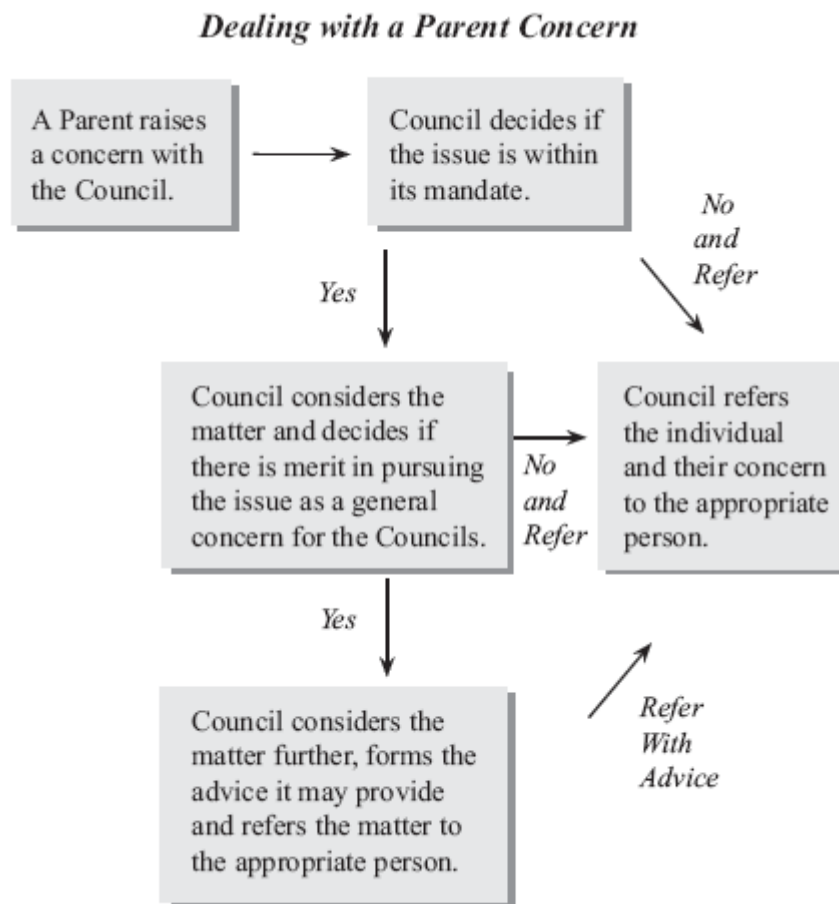 Dealing with a Parent Concern
A Parent raises
a concern with
the Council.
Council decides if
the issue is within
its mandate.
No
and
Refer
Yes
Council considers the
matter and decides if
there is merit in pursuing
the issue as a general
concern for the Councils.
No
and
Refer
Council refers
the individual
and their concern
to the appropriate
person.
Yes
Council considers the
matter further, forms the
advice it may provide
and refers the matter to
the appropriate person.
Refer
With
Advice